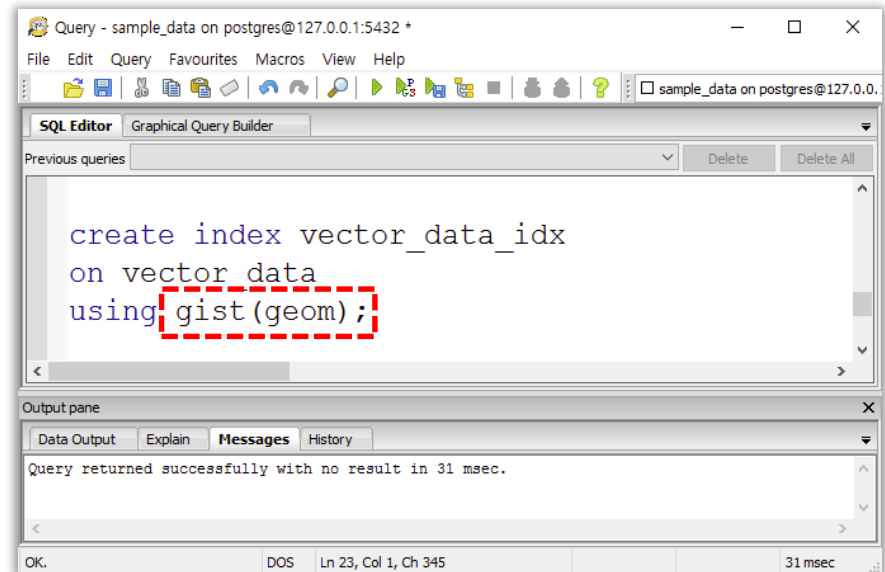 Query - sample_data on postgres@127.0.0.1:5432 *
File Edit Query Favourites Macros View Help
sample_data on postgres@127.0.0.
SQL Editor Graphical Query Builder
Previous queries Delete Delete All
create index vector_data_idx
on vector_data
using gist(geom);
Output pane
Data Output Explain Messages History
Query returned successfully with no result in 31 msec.
OK. DOS Ln 23, Col 1, Ch 345 31 msec